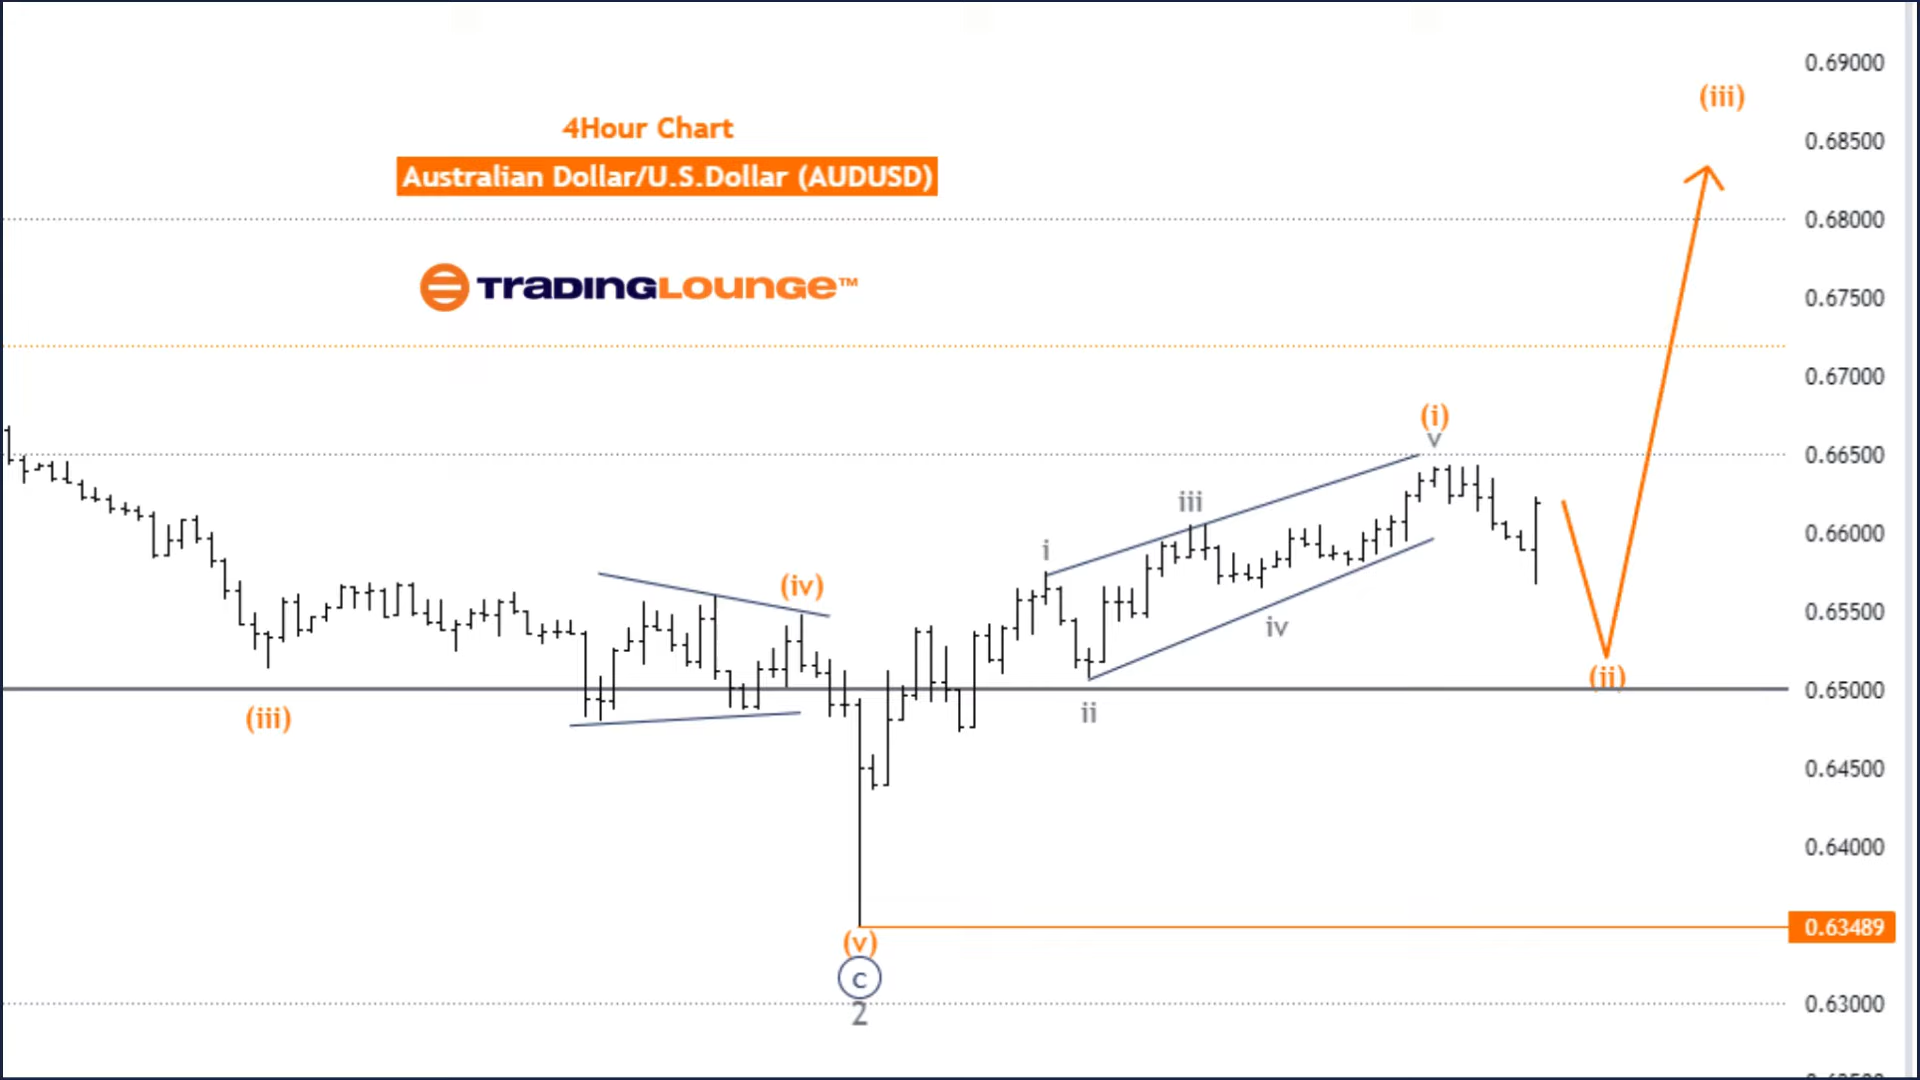 0.69000
(iii)
4Hour Chart
0.68500
Australian Dollar/U.S.Dollar (AUDUSD)
0.68000
TRADINGLOUNGE™
0.67500
0.67000
(i)
v
0.66500
iii
0.66000
i
(iv)
0.65500
iv
(ii)
0.65000
(iii)
ii
0.64500
0.64000
0.63489
(v)
c
2
0.63000